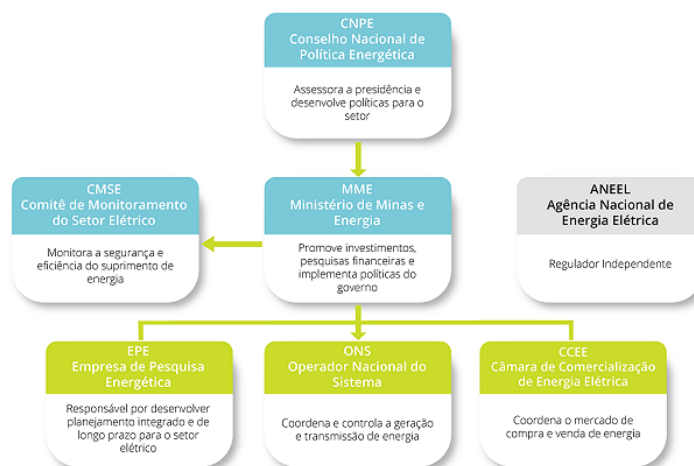 CNPE
Conselho Nacional de
Política Energética
Assessora a presidência e
desenvolve políticas para o
setor
CMSE
Comitê de Monitoramento
do Setor Elétrico
Monitora a segurança e
eficiência do suprimento de
energia
MME
Ministério de Minas e
Energia
Promove investimentos,
pesquisas financeiras e
implementa políticas do
governo
ANEEL
Agência Nacional de
Energia Elétrica
Regulador Independente
EPE
Empresa de Pesquisa
Energética
Responsável por desenvolver
planejamento integrado e de
longo prazo para o setor
elétrico
ONS
Operador Nacional do
Sistema
Coordena e controla a geração
e transmissão de energia
CCEE
Câmara de Comercialização
de Energia Elétrica
Coordena o mercado de
compra e venda de energia